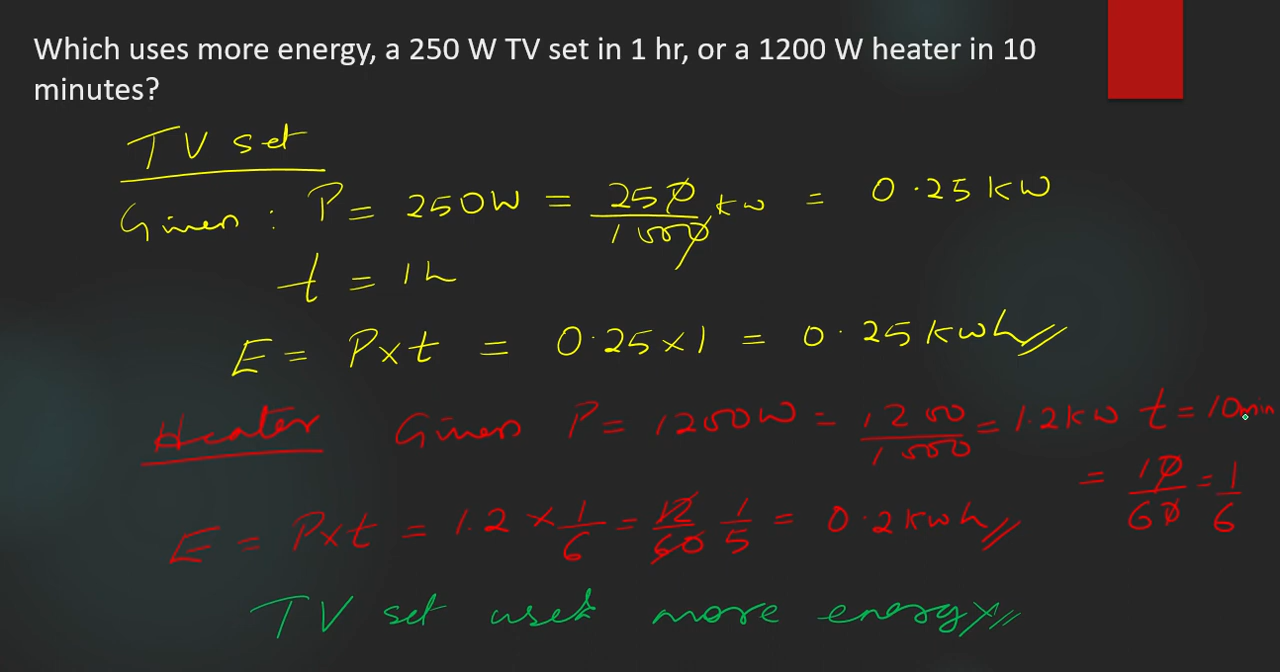 Which uses more energy, a 250 W TV set in 1 hr, or a 1200 W heater in 10
minutes?
TV set
Given : P = 250W = 250/1000 kw = 0.25 kw
t = 1h
E = Pxt = 0.25 x 1 = 0.25 kwh
Heater Given P = 1200W = 1200/1000 = 1.2kw t = 10min
= 10/60 = 1/6
E = Pxt = 1.2 x 1/6 = 12/60 1/5 = 0.2 kwh
TV set uses more energy